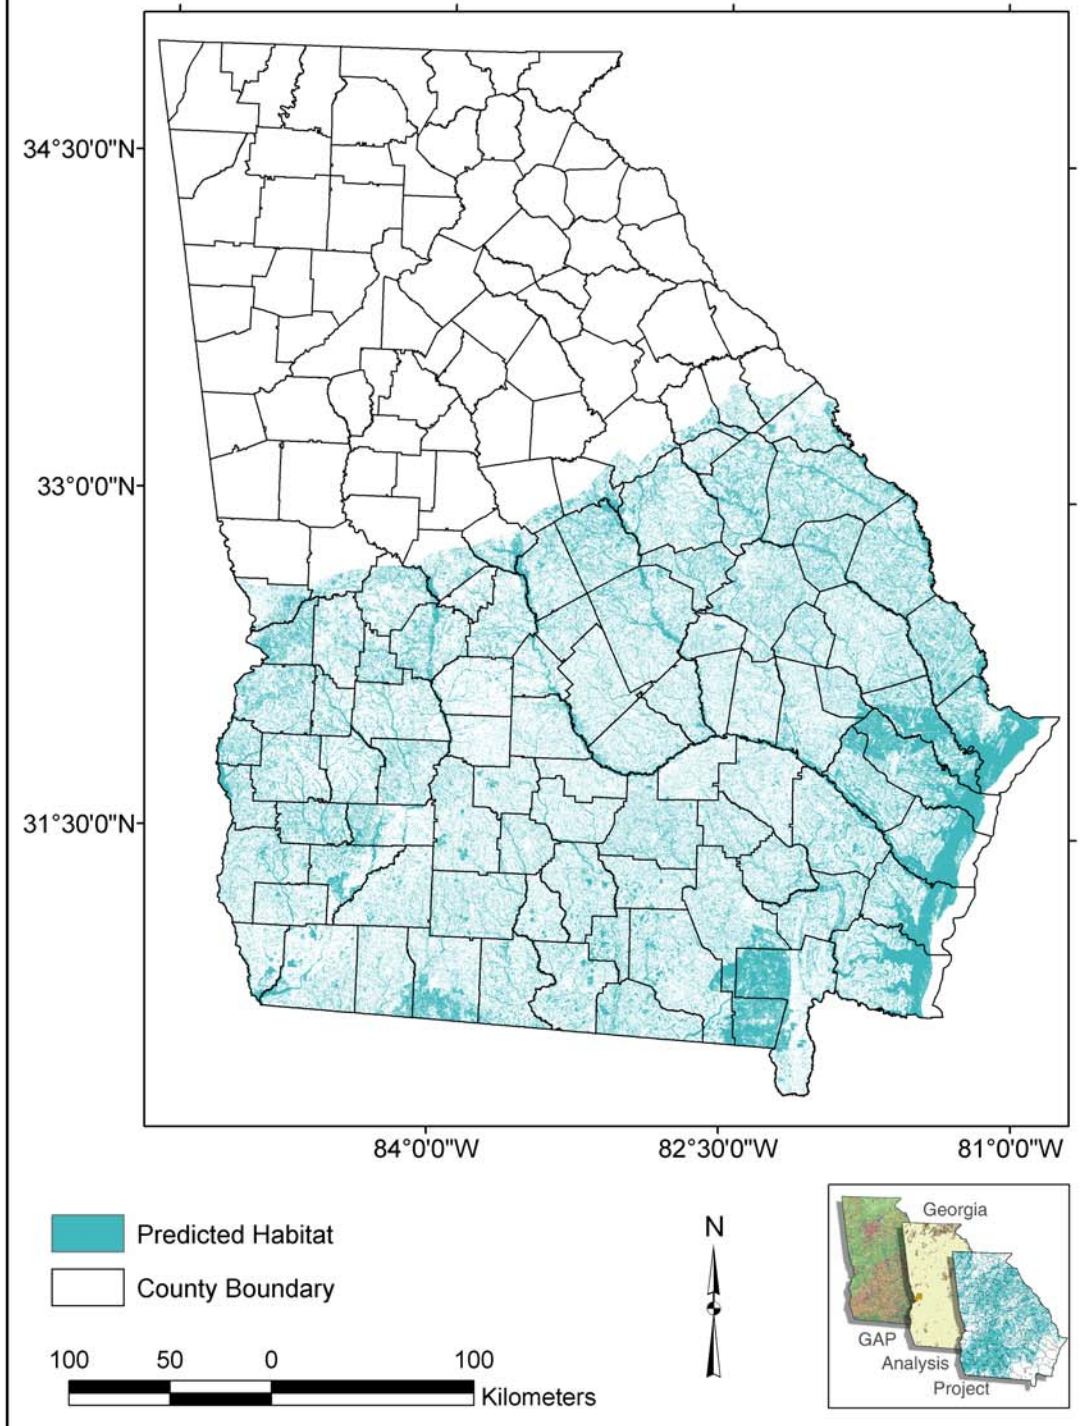 34°30'0"N
33°0'0"N
31°30'0"N
84°0'0"W 82°30'0"W 81°0'0"W
Predicted Habitat
County Boundary
N
100 50 0 100
Kilometers
Georgia
GAP
Analysis
Project